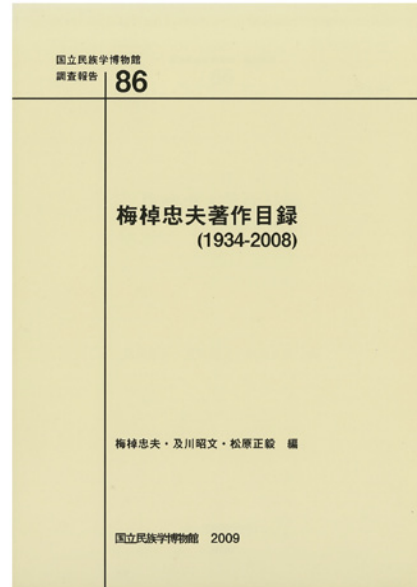 国立民族学博物館
調査報告 86
梅棹忠夫著作目録
(1934-2008)
梅棹忠夫・及川昭文・松原正毅 編
国立民族学博物館 2009